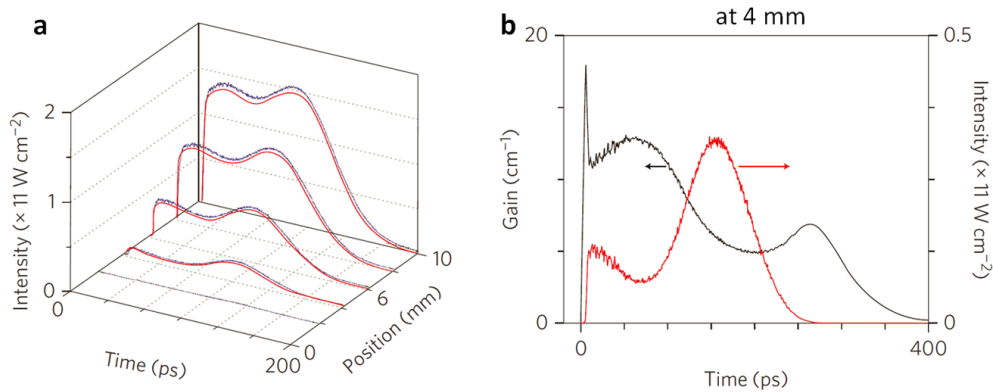 a
Intensity (× 11 W cm⁻²)
2
1
0
0
Time (ps)
200
0
6
10
Position (mm)
b
at 4 mm
20
0
Gain (cm⁻¹)
0.5
0
Intensity (× 11 W cm⁻²)
0
400
Time (ps)